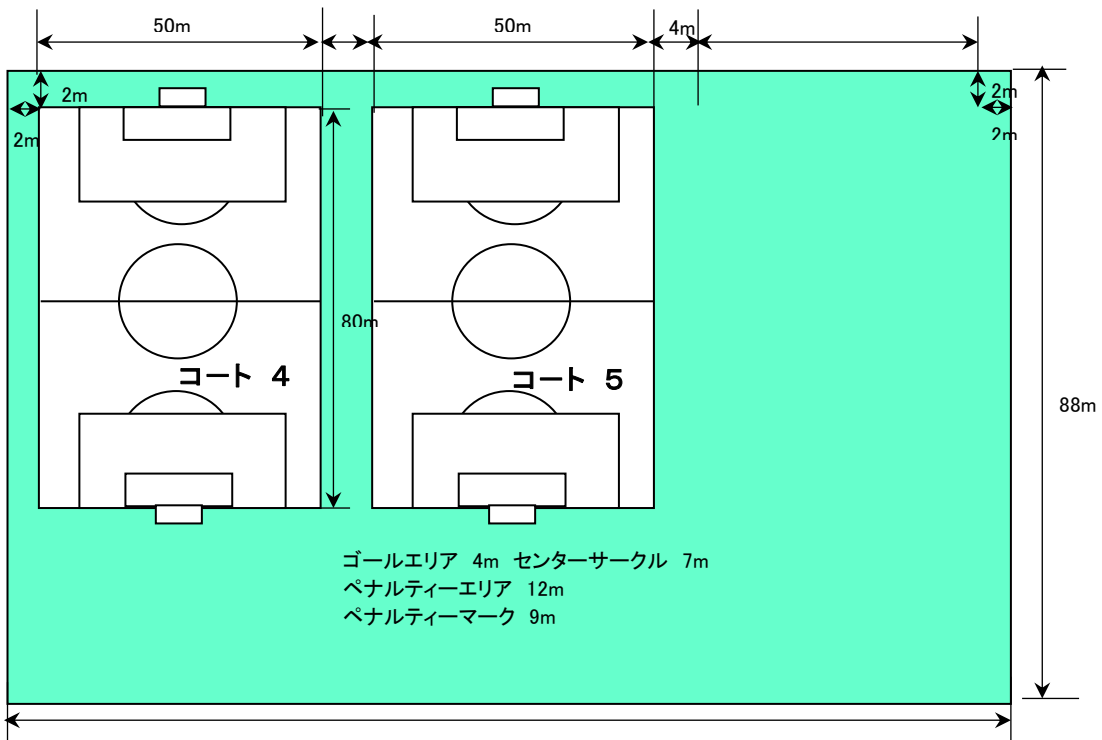 50m
50m
4m
2m
2m
2m
2m
80m
コート 4
コート 5
88m
ゴールエリア 4m センターサークル 7m
ペナルティーエリア 12m
ペナルティーマーク 9m